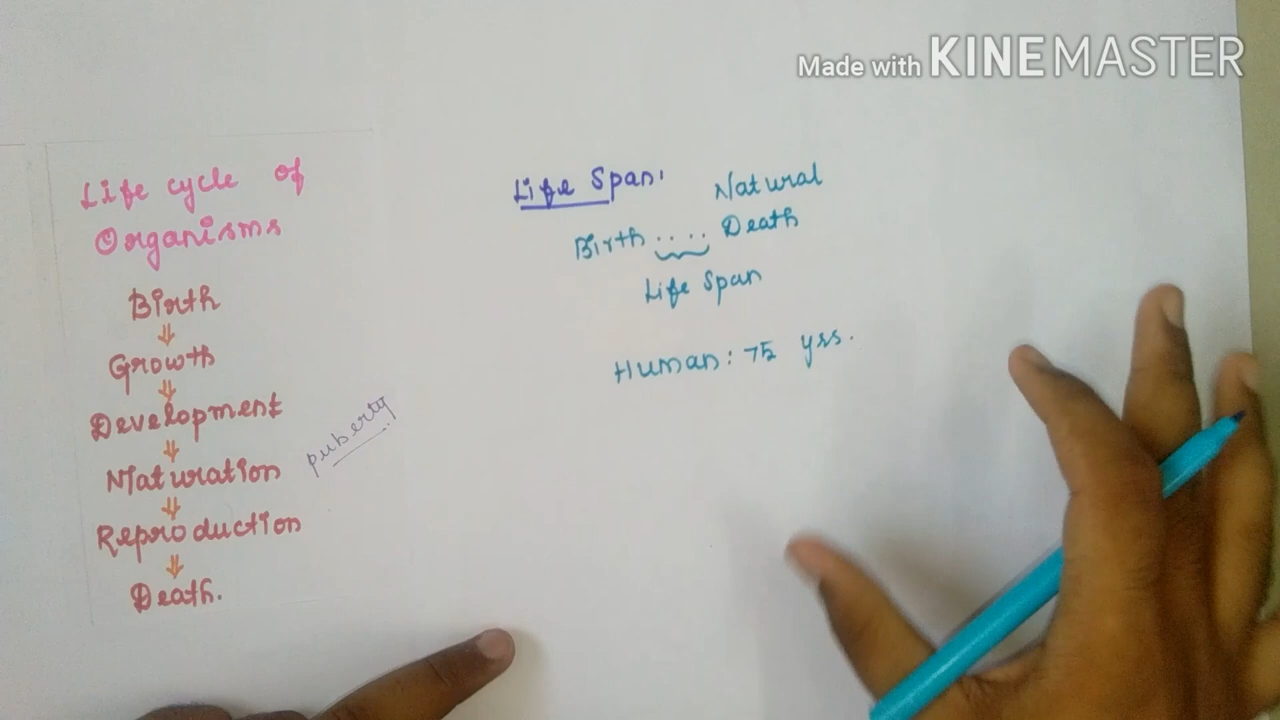 Made with KINEMASTER
Life cycle of
Organisms
Birth
⇓
Growth
⇓
Development
⇓
Maturation
⇓
Reproduction
⇓
Death.
puberty
Life Span:
Natural
Birth .... Death
Life Span
Human: 75 yrs.